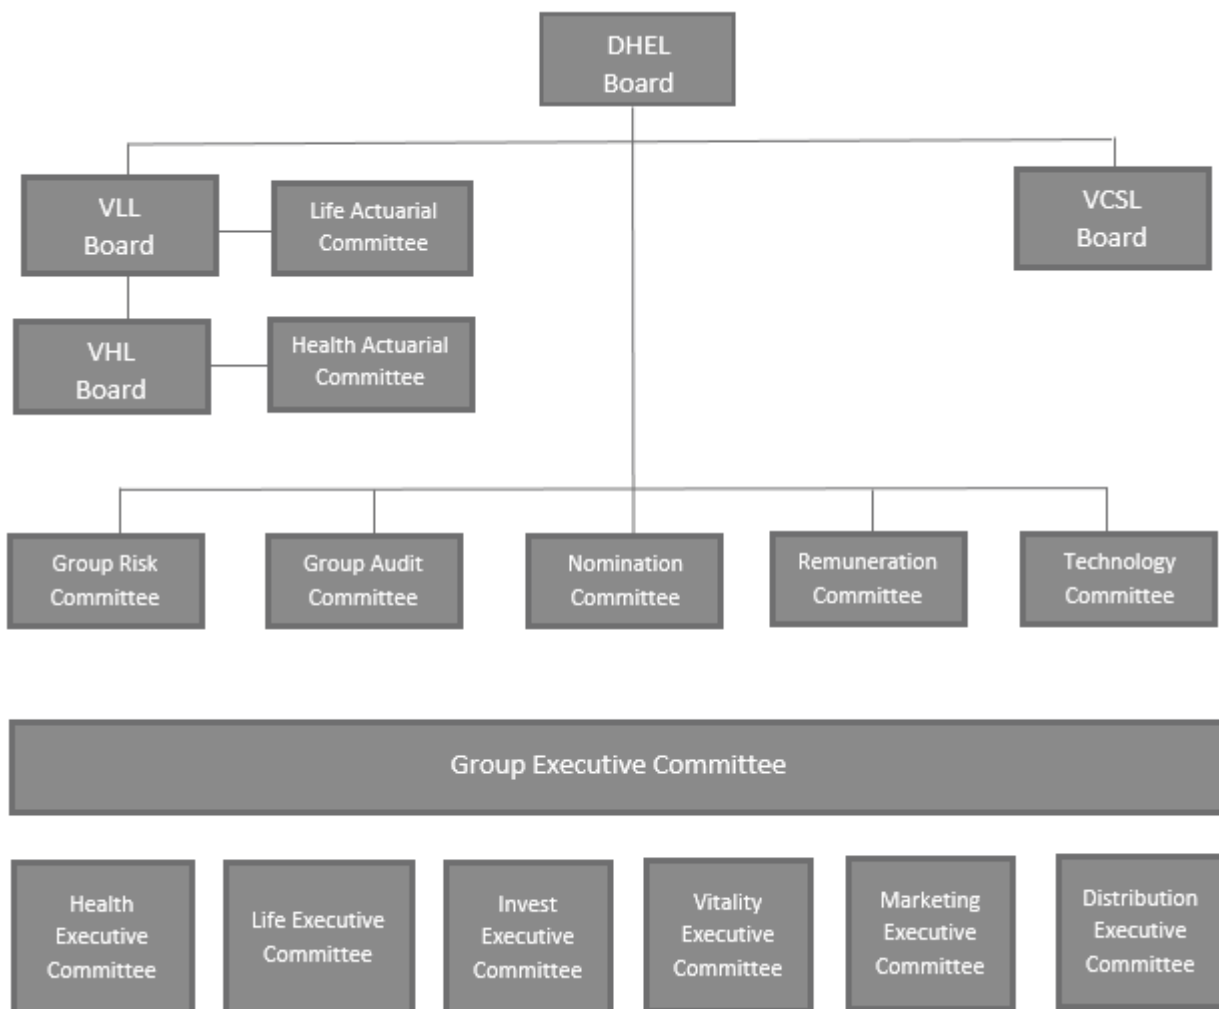 DHEL
Board
VLL
Board
Life Actuarial
Committee
VCSL
Board
VHL
Board
Health Actuarial
Committee
Group Risk
Committee
Group Audit
Committee
Nomination
Committee
Remuneration
Committee
Technology
Committee
Group Executive Committee
Health
Executive
Committee
Life Executive
Committee
Invest
Executive
Committee
Vitality
Executive
Committee
Marketing
Executive
Committee
Distribution
Executive
Committee